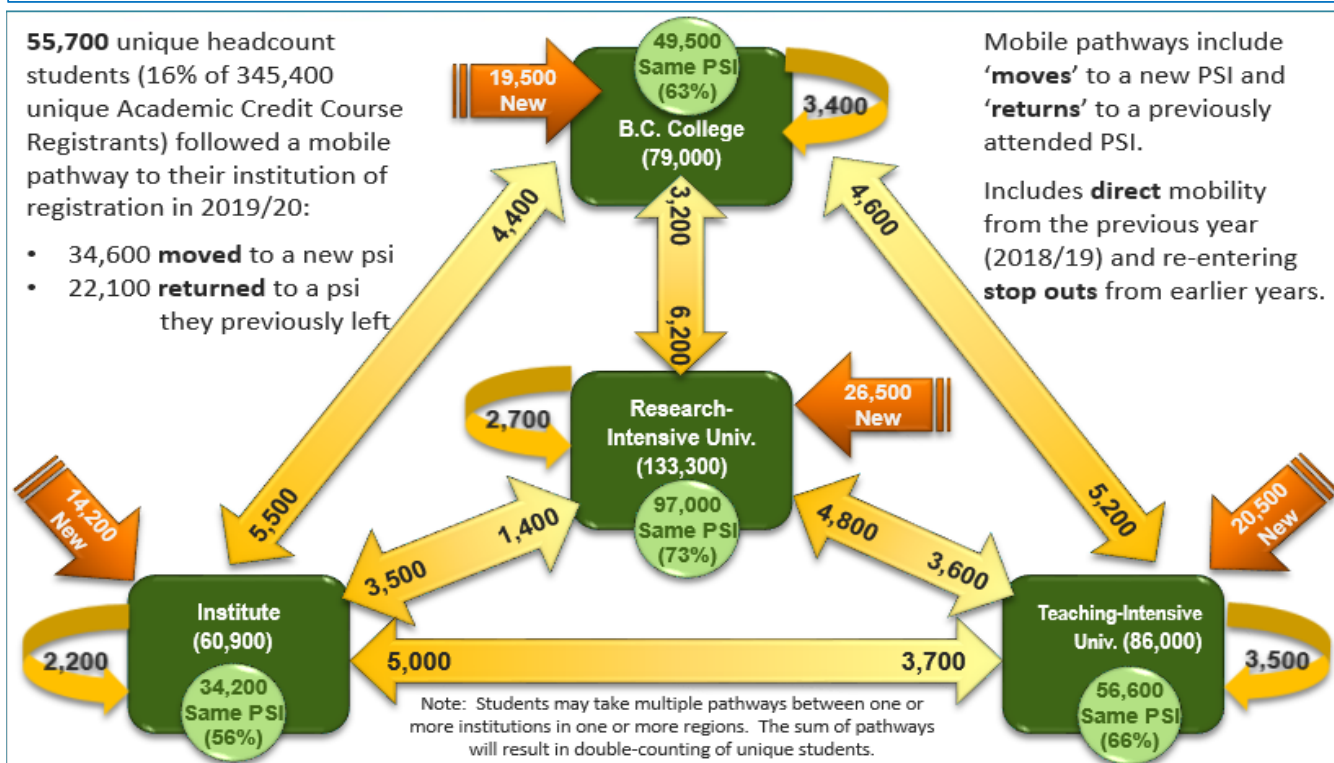 55,700 unique headcount
students (16% of 345,400
unique Academic Credit Course
Registrants) followed a mobile
pathway to their institution of
registration in 2019/20:
• 34,600 moved to a new psi
• 22,100 returned to a psi
they previously left
Mobile pathways include
‘moves’ to a new PSI and
‘returns’ to a previously
attended PSI.
Includes direct mobility
from the previous year
(2018/19) and re-entering
stop outs from earlier years.
19,500
New
49,500
Same PSI
(63%)
B.C. College
(79,000)
3,400
4,400
5,500
3,200
6,200
4,600
5,200
2,700
Research-
Intensive Univ.
(133,300)
97,000
Same PSI
(73%)
26,500
New
1,400
3,500
4,800
3,600
14,200
New
Institute
(60,900)
2,200
34,200
Same PSI
(56%)
5,000
3,700
20,500
New
Teaching-Intensive
Univ. (86,000)
3,500
56,600
Same PSI
(66%)
Note: Students may take multiple pathways between one or
more institutions in one or more regions. The sum of pathways
will result in double-counting of unique students.